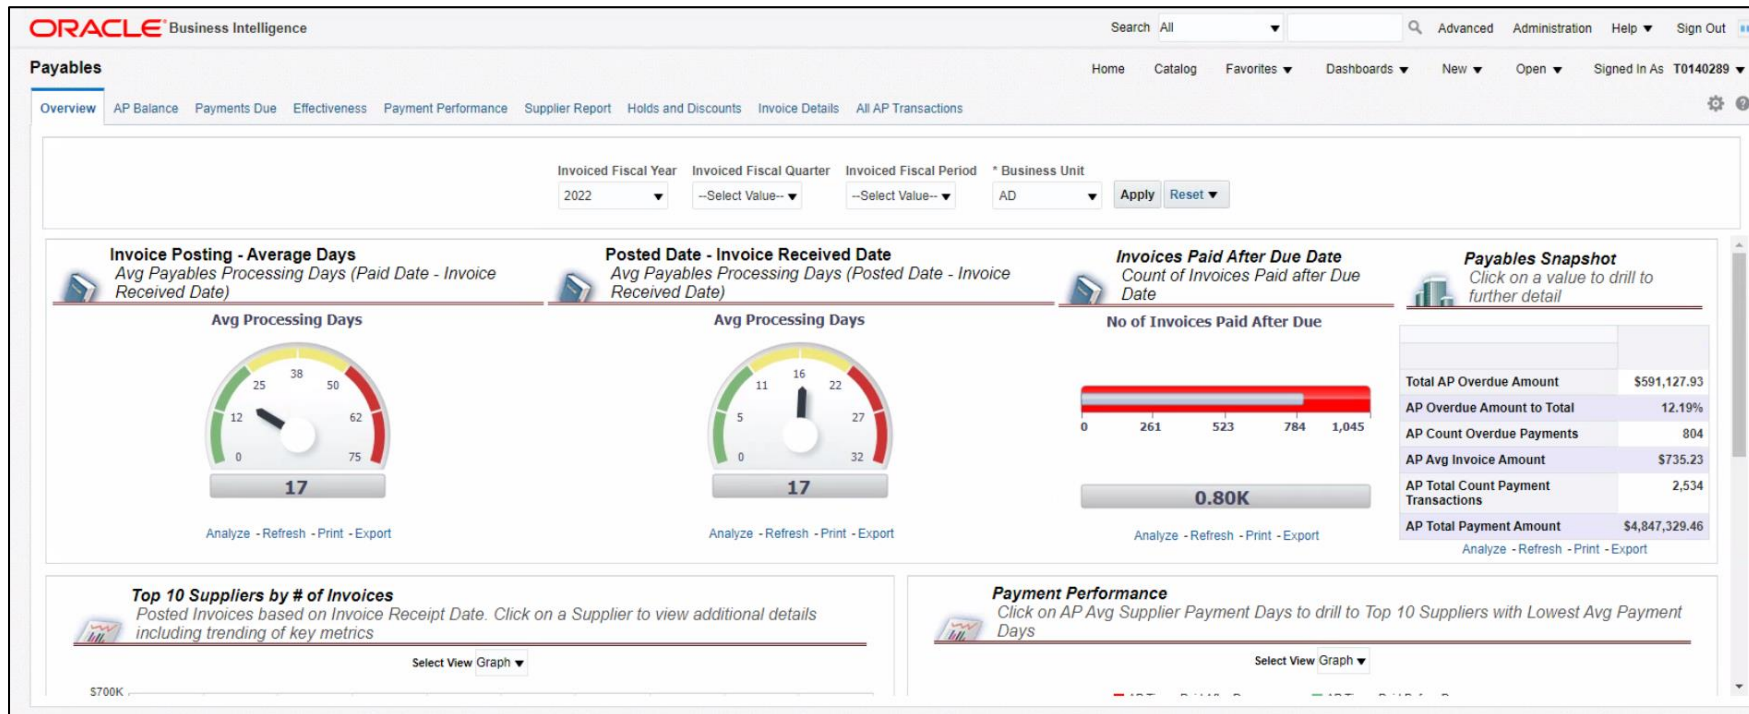 ORACLE Business Intelligence
Search All Advanced Administration Help Sign Out
Payables
Home Catalog Favorites Dashboards New Open Signed In As T0140289
Overview AP Balance Payments Due Effectiveness Payment Performance Supplier Report Holds and Discounts Invoice Details All AP Transactions
Invoiced Fiscal Year Invoiced Fiscal Quarter Invoiced Fiscal Period * Business Unit
2022 --Select Value-- --Select Value-- AD Apply Reset
Invoice Posting - Average Days
Avg Payables Processing Days (Paid Date - Invoice
Received Date)
Avg Processing Days
0 12 25 38 50 62 75
17
Analyze - Refresh - Print - Export
Posted Date - Invoice Received Date
Avg Payables Processing Days (Posted Date - Invoice
Received Date)
Avg Processing Days
0 5 11 16 22 27 32
17
Analyze - Refresh - Print - Export
Invoices Paid After Due Date
Count of Invoices Paid after Due
Date
No of Invoices Paid After Due
0 261 523 784 1,045
0.80K
Analyze - Refresh - Print - Export
Payables Snapshot
Click on a value to drill to
further detail
Total AP Overdue Amount $591,127.93
AP Overdue Amount to Total 12.19%
AP Count Overdue Payments 804
AP Avg Invoice Amount $735.23
AP Total Count Payment 2,534
Transactions
AP Total Payment Amount $4,847,329.46
Analyze - Refresh - Print - Export
Top 10 Suppliers by # of Invoices
Posted Invoices based on Invoice Receipt Date. Click on a Supplier to view additional details
including trending of key metrics
Select View Graph
$700K
Payment Performance
Click on AP Avg Supplier Payment Days to drill to Top 10 Suppliers with Lowest Avg Payment
Days
Select View Graph